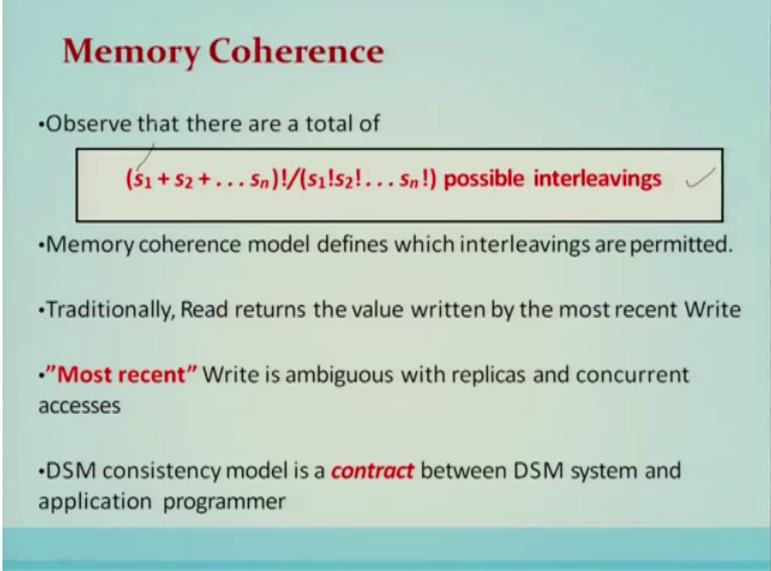 Memory Coherence
•Observe that there are a total of
(s₁ + s₂ + . . . sₙ)!/(s₁!s₂! . . . sₙ!) possible interleavings
•Memory coherence model defines which interleavings are permitted.
•Traditionally, Read returns the value written by the most recent Write
•”Most recent” Write is ambiguous with replicas and concurrent
accesses
•DSM consistency model is a contract between DSM system and
application programmer